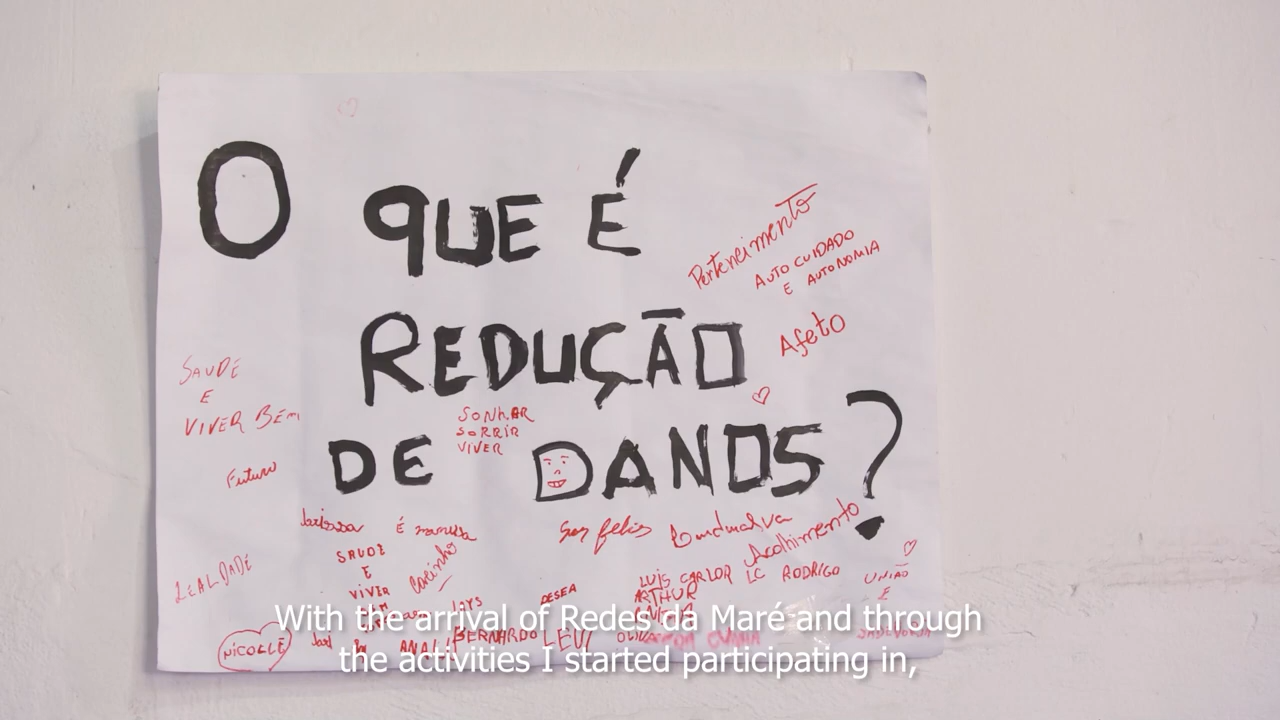 O QUE É
REDUÇÃO
DE DANOS?
Pertencimento
AUTO CUIDADO
E AUTONOMIA
Afeto
SAUDE
E
VIVER BEM
Futuro
SONHAR
SORRIR
VIVER
Ser feliz
Acolhimento
SAUDE
E
VIVER
Carinho
LEALDADE
LUIS CARLOS LC RODRIGO
ARTHUR
UNIÃO
E
BERNARDO LEVI
NICOLLE
With the arrival of Redes da Maré and through
the activities I started participating in,